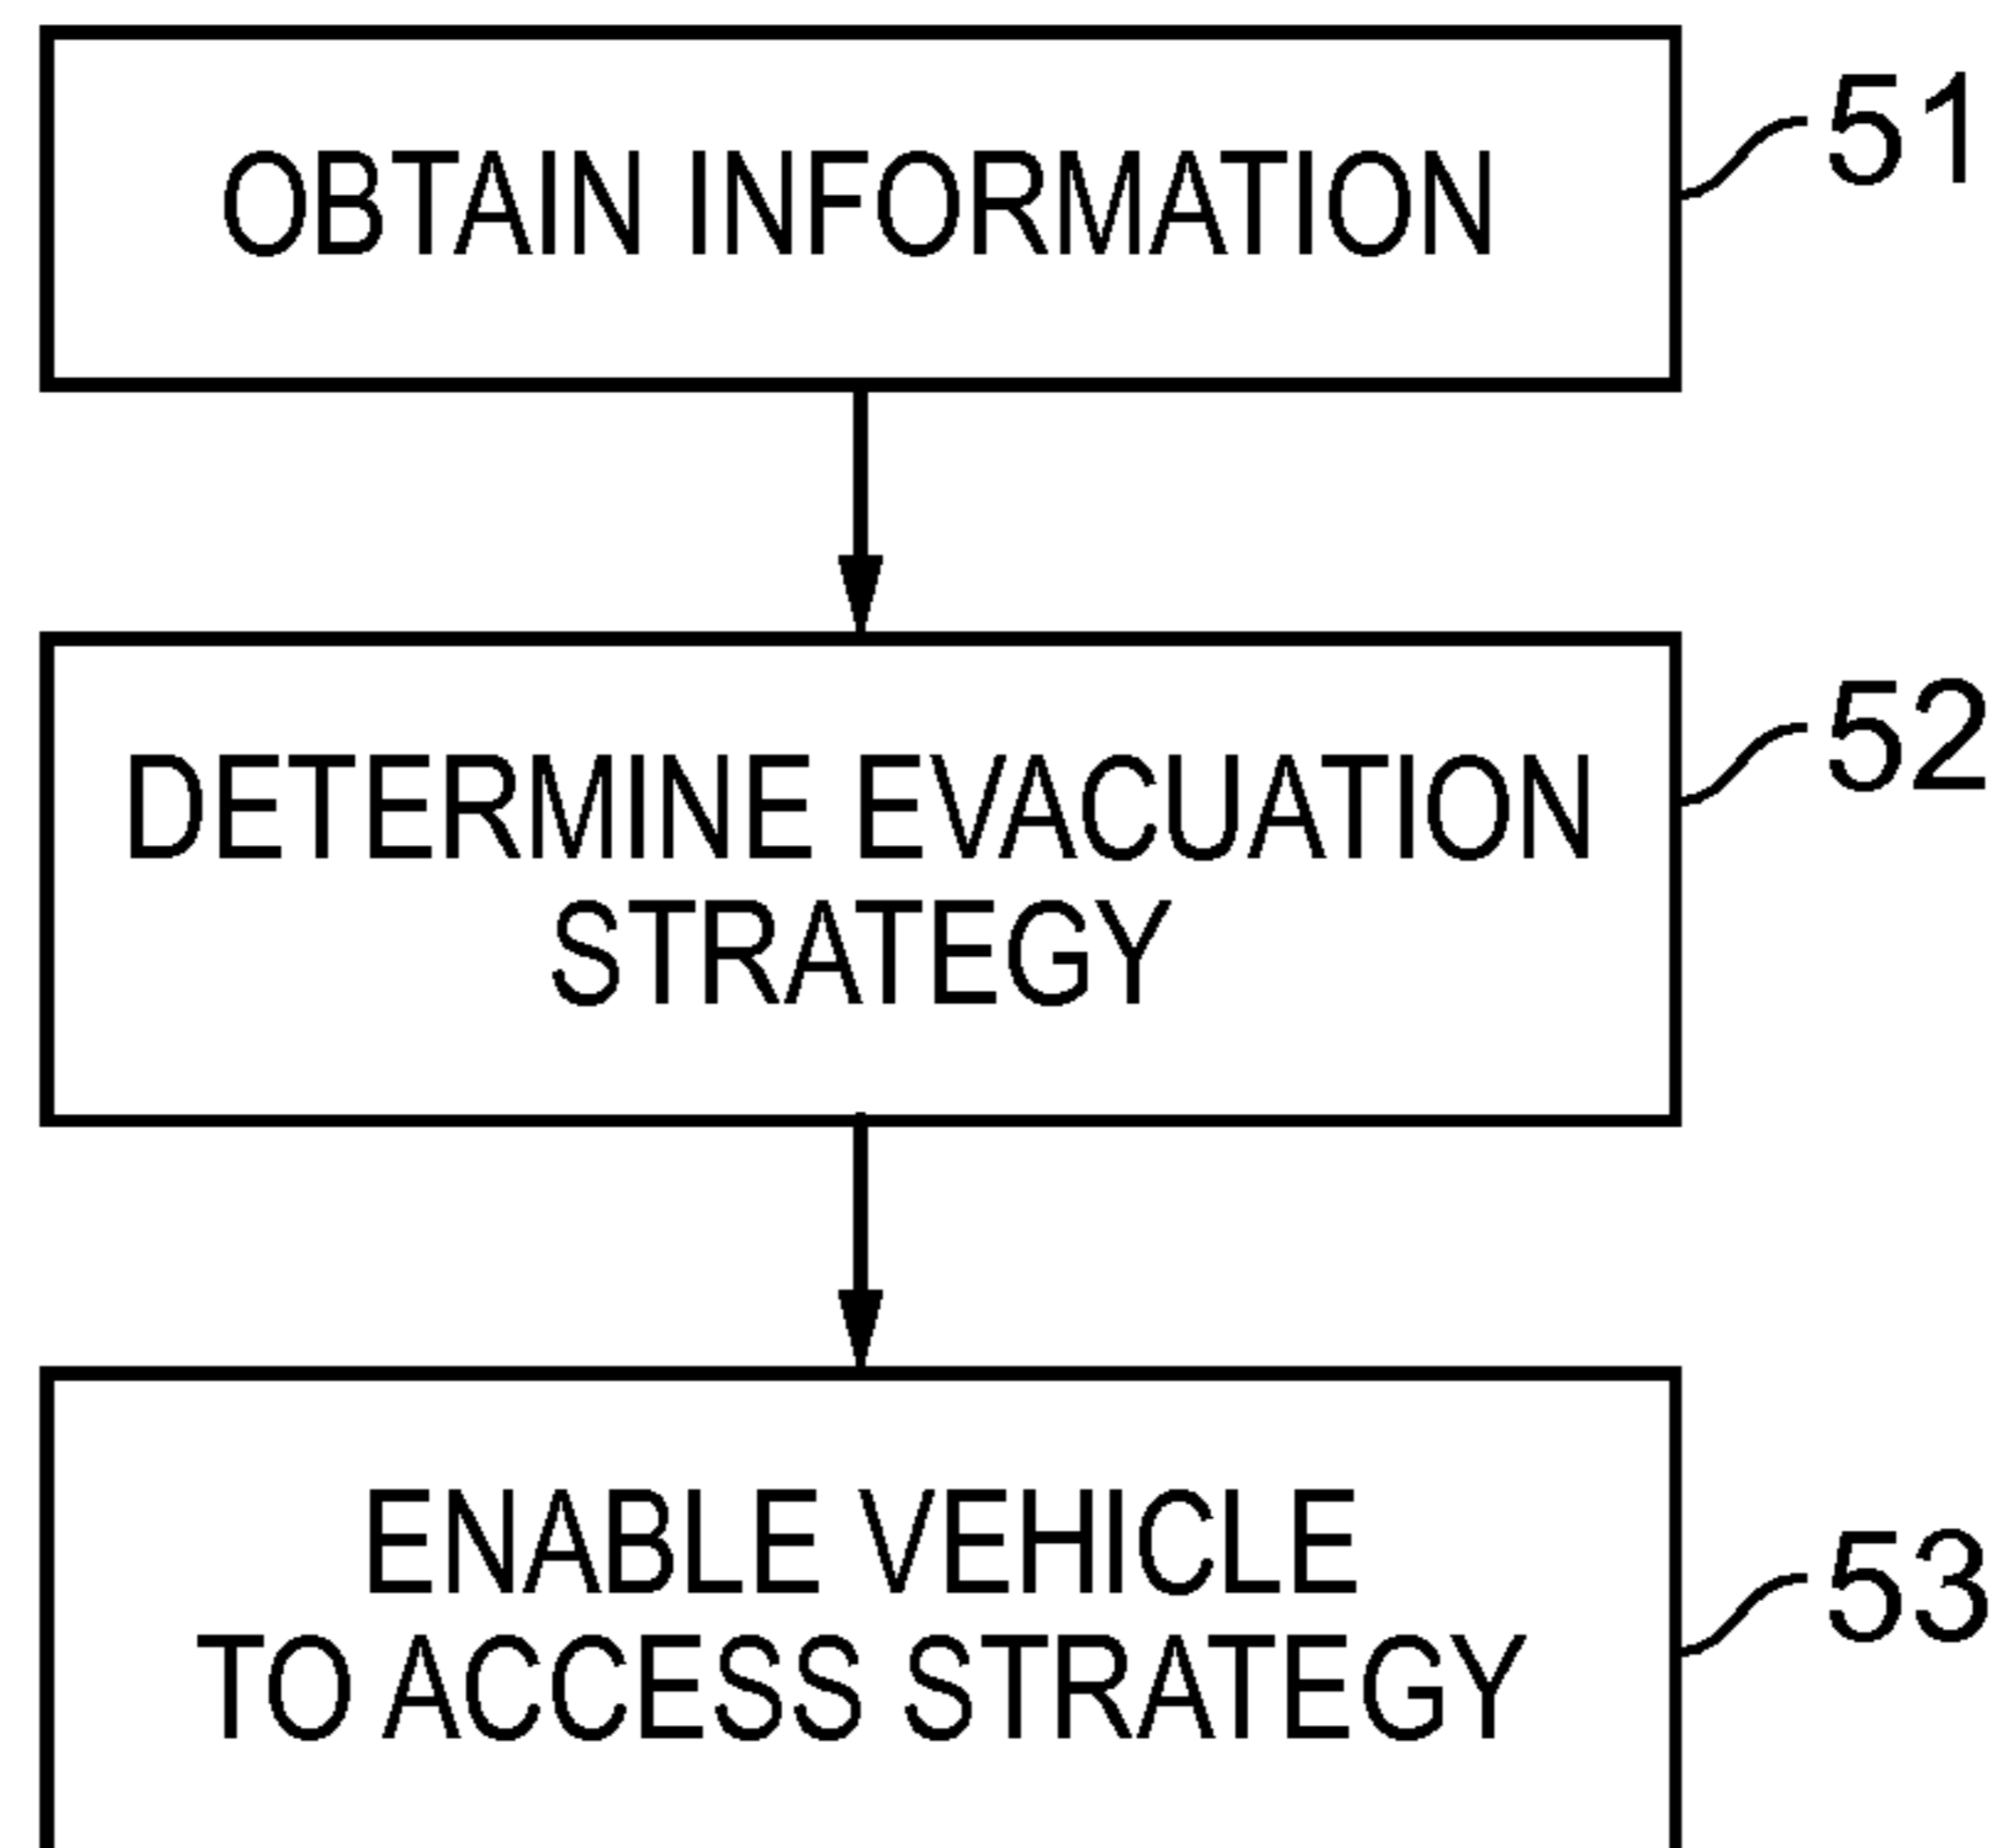 OBTAIN INFORMATION
51
DETERMINE EVACUATION
STRATEGY
52
ENABLE VEHICLE
TO ACCESS STRATEGY
53